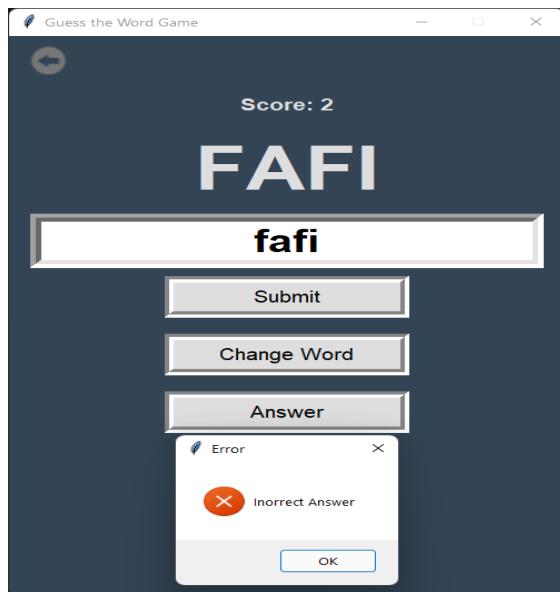 Guess the Word Game
Score: 2
FAFI
fafi
Submit
Change Word
Answer
Error
Inorrect Answer
OK